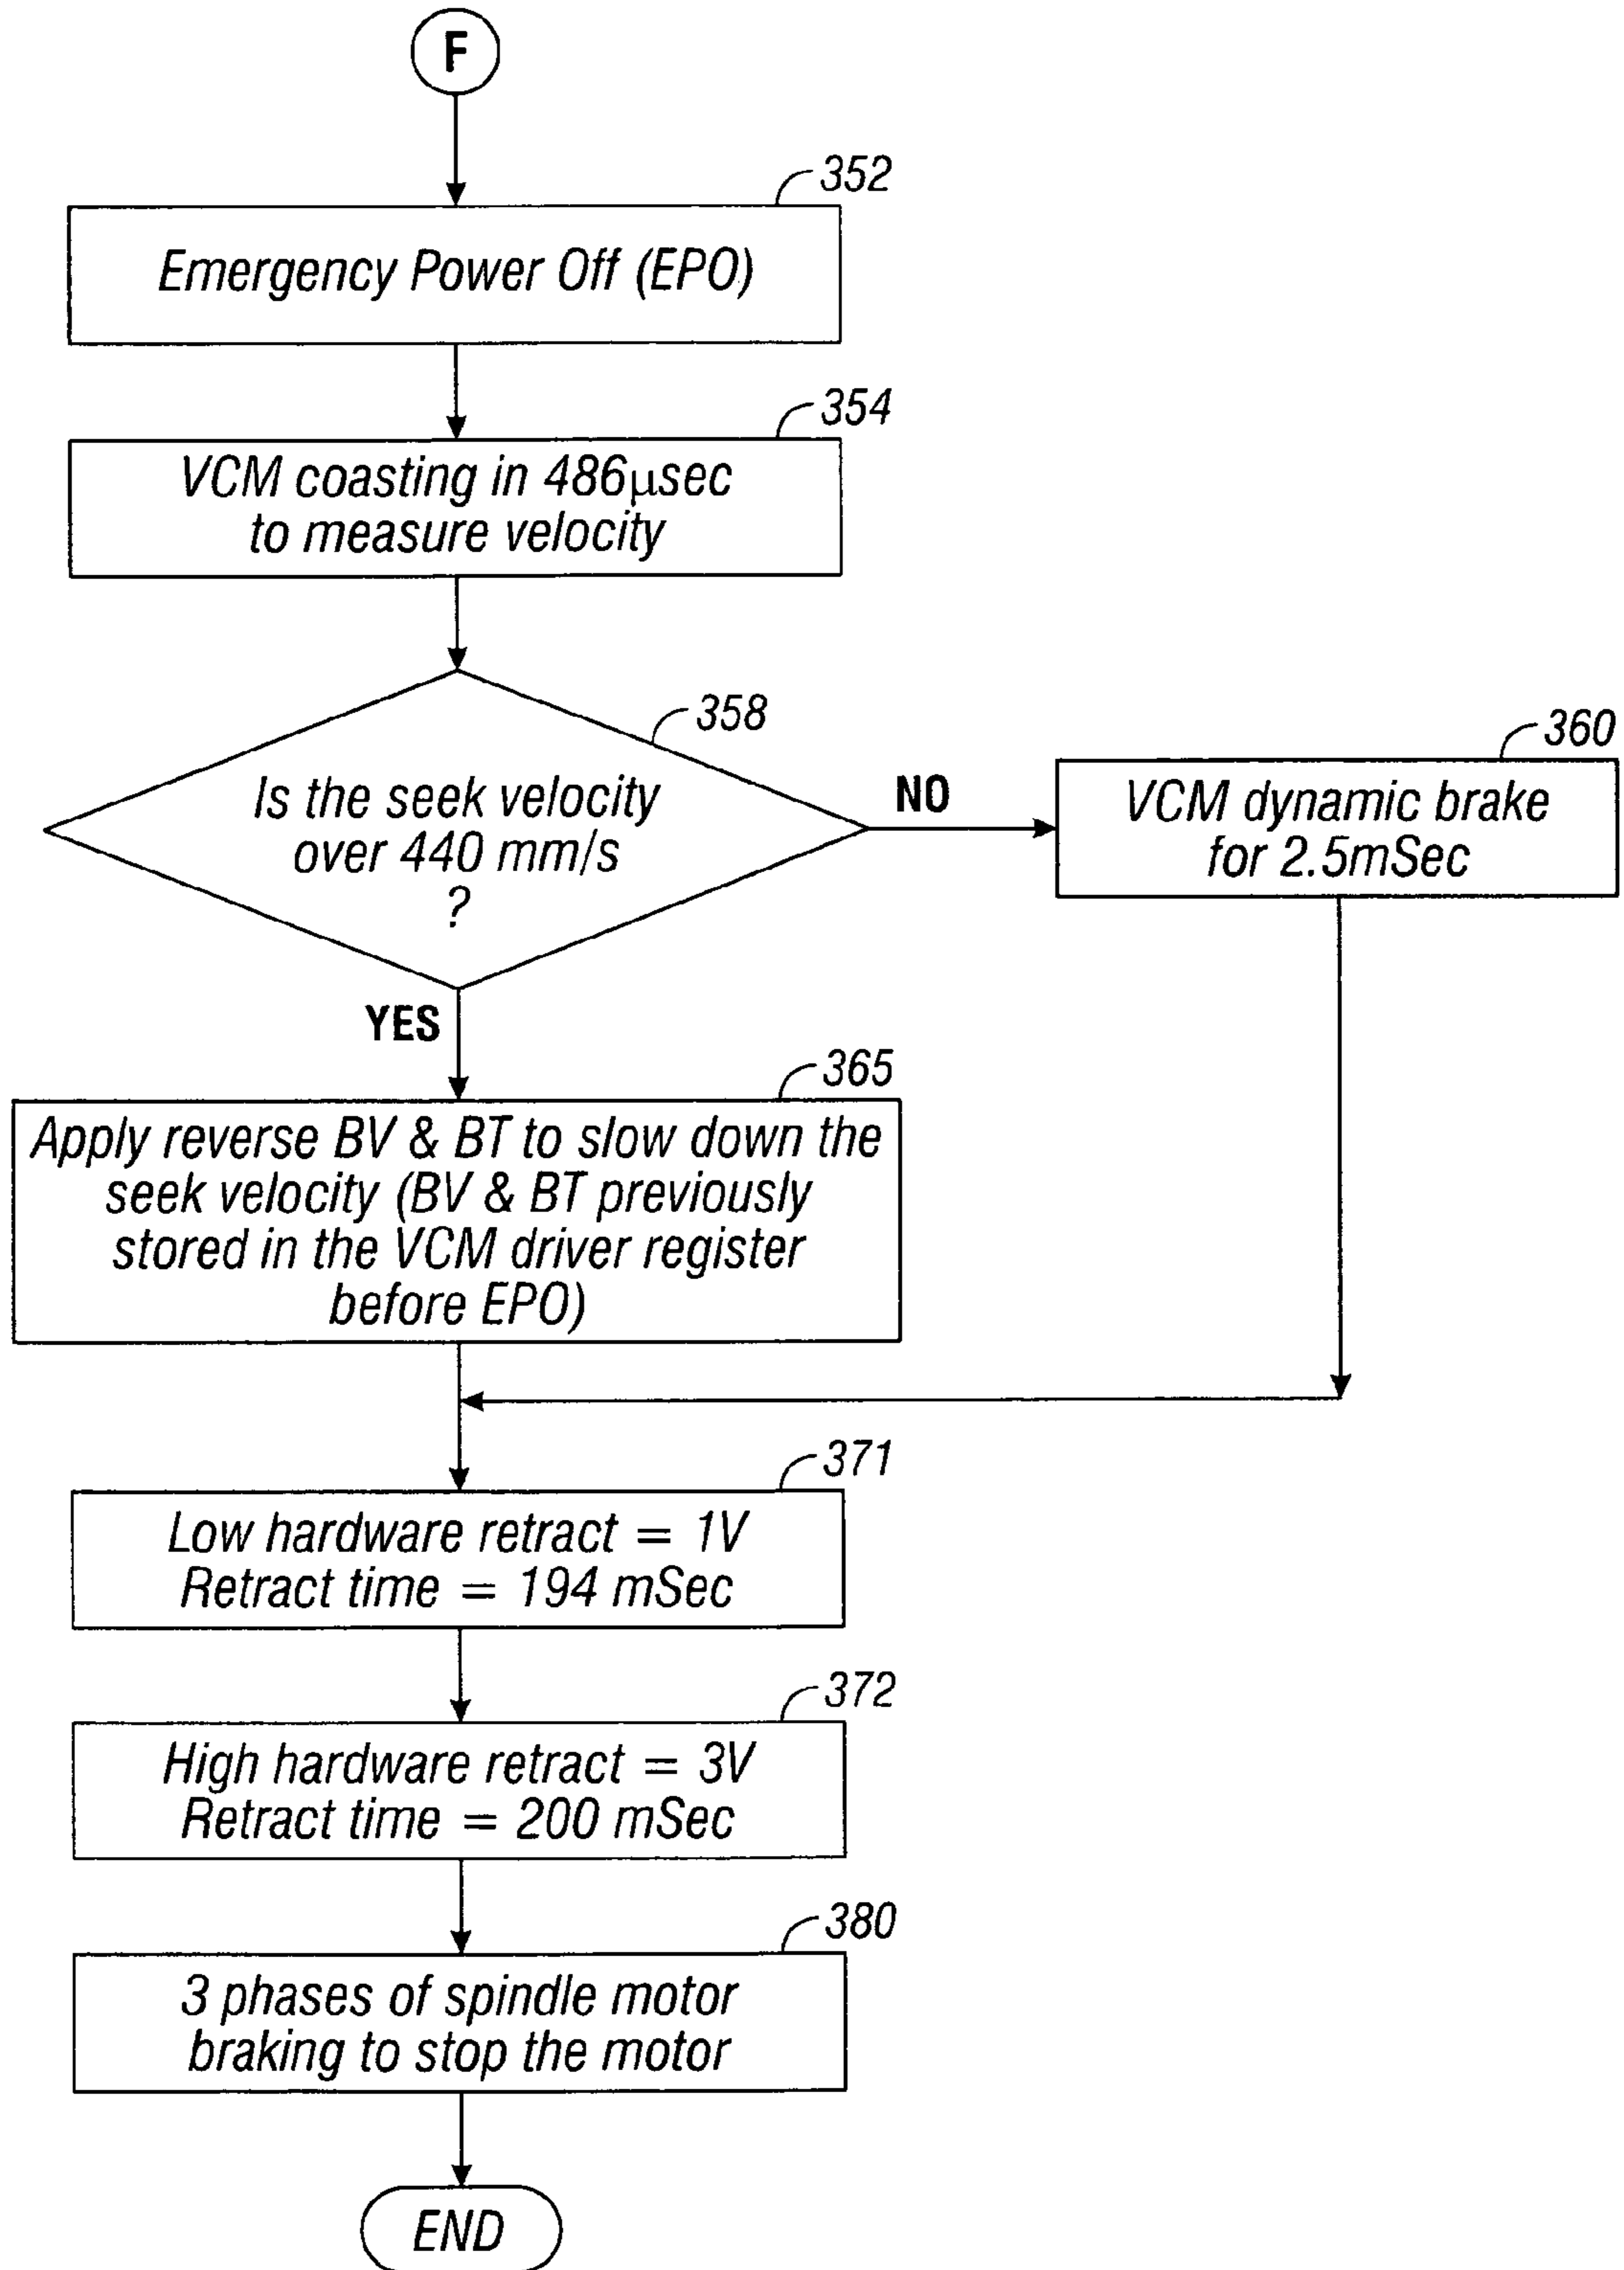 F
352
Emergency Power Off (EPO)
354
VCM coasting in 486µsec
to measure velocity
358
Is the seek velocity
over 440 mm/s
?
NO
360
VCM dynamic brake
for 2.5mSec
YES
365
Apply reverse BV & BT to slow down the
seek velocity (BV & BT previously
stored in the VCM driver register
before EPO)
371
Low hardware retract = 1V
Retract time = 194 mSec
372
High hardware retract = 3V
Retract time = 200 mSec
380
3 phases of spindle motor
braking to stop the motor
END